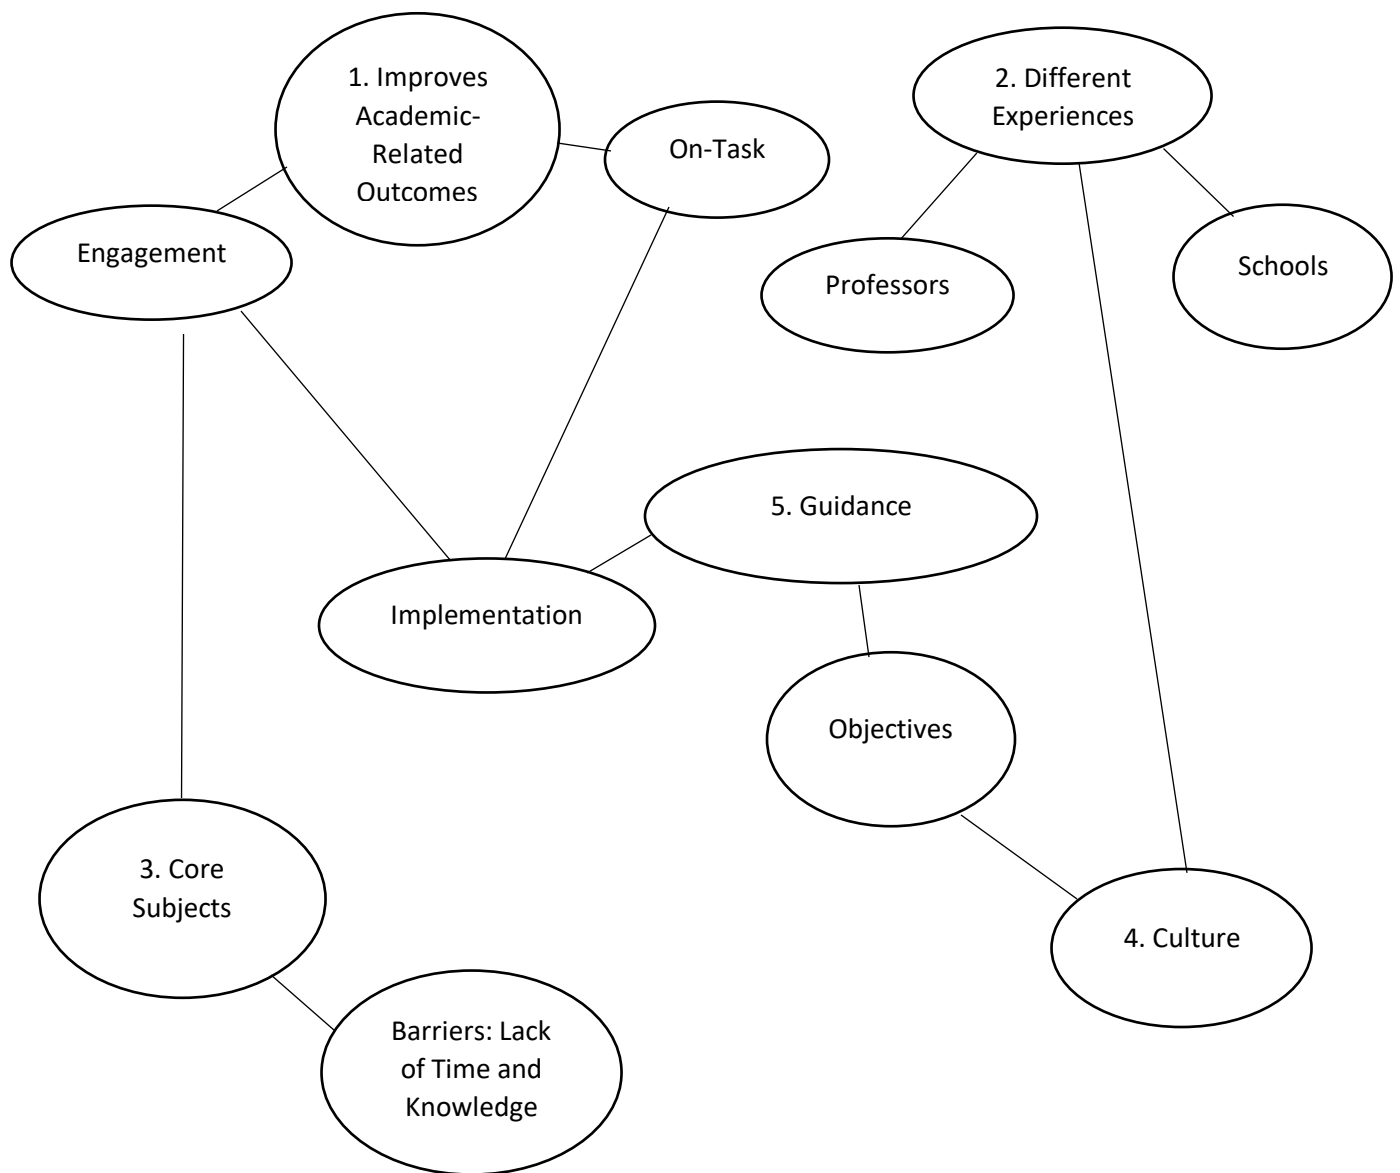 1. Improves
Academic-
Related
Outcomes
2. Different
Experiences
On-Task
Engagement
Professors
Schools
5. Guidance
Implementation
Objectives
3. Core
Subjects
4. Culture
Barriers: Lack
of Time and
Knowledge